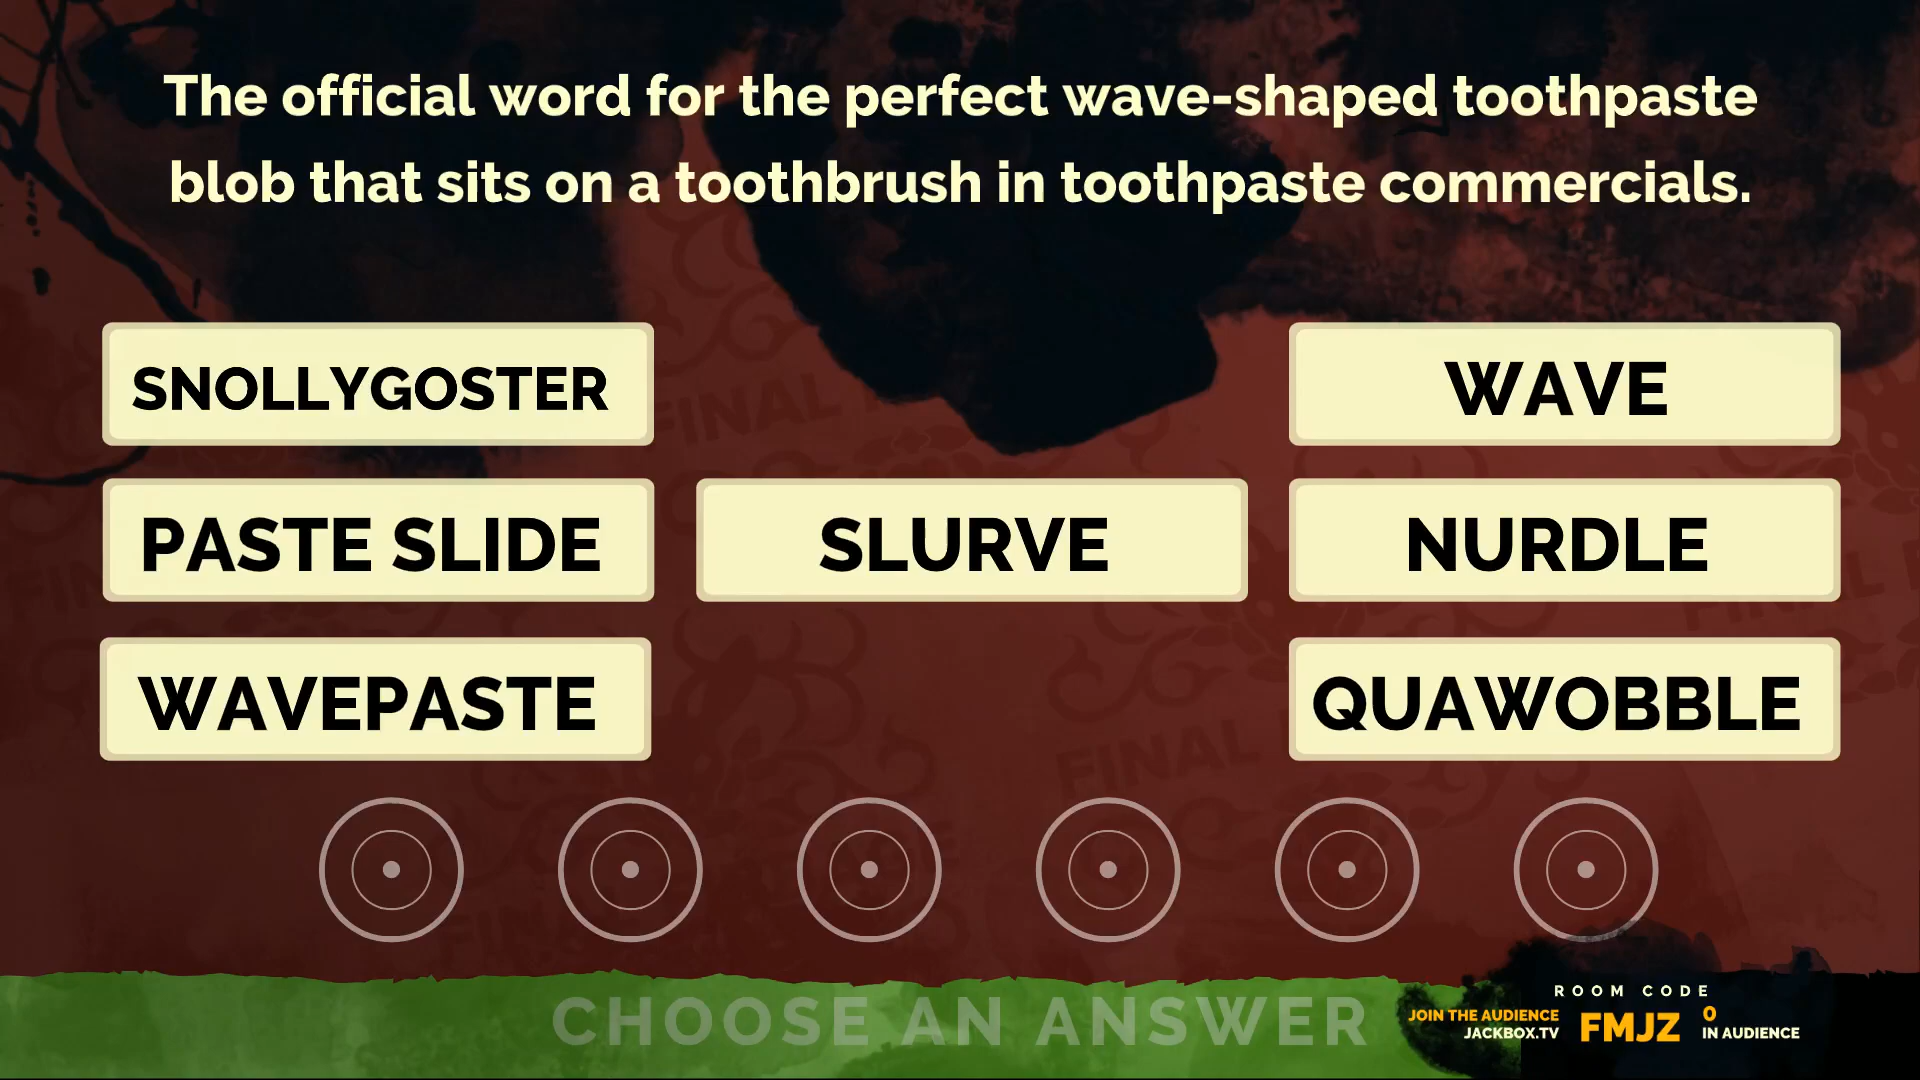 The official word for the perfect wave-shaped toothpaste
blob that sits on a toothbrush in toothpaste commercials.
SNOLLYGOSTER
WAVE
PASTE SLIDE
SLURVE
NURDLE
WAVEPASTE
QUAWOBBLE
CHOOSE AN ANSWER
ROOM CODE
JOIN THE AUDIENCE
JACKBOX.TV
FMJZ
0
IN AUDIENCE
FINAL
FINAL